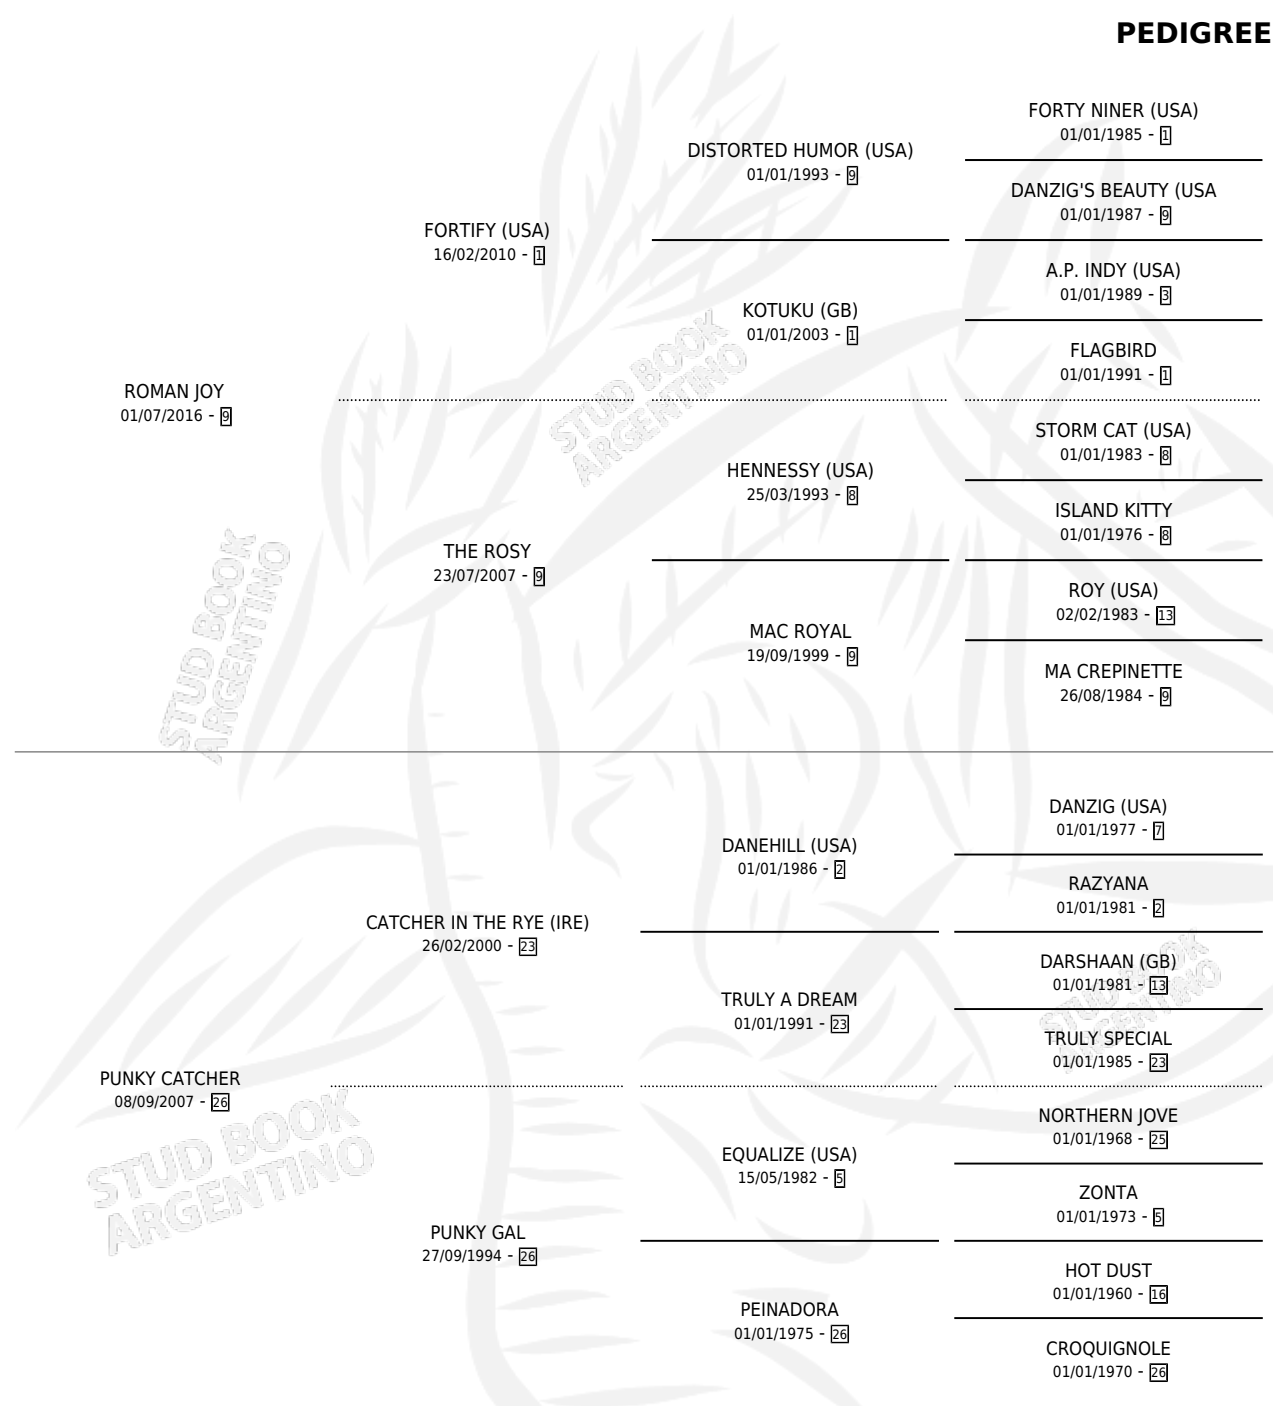 PEDIGREE
FORTY NINER (USA)
01/01/1985 - 1
DISTORTED HUMOR (USA)
01/01/1993 - 9
DANZIG'S BEAUTY (USA
01/01/1987 - 9
FORTIFY (USA)
16/02/2010 - 1
A.P. INDY (USA)
01/01/1989 - 3
KOTUKU (GB)
01/01/2003 - 1
FLAGBIRD
01/01/1991 - 1
ROMAN JOY
01/07/2016 - 9
STORM CAT (USA)
01/01/1983 - 8
HENNESSY (USA)
25/03/1993 - 8
ISLAND KITTY
01/01/1976 - 8
THE ROSY
23/07/2007 - 9
ROY (USA)
02/02/1983 - 13
MAC ROYAL
19/09/1999 - 9
MA CREPINETTE
26/08/1984 - 9
DANZIG (USA)
01/01/1977 - 7
DANEHILL (USA)
01/01/1986 - 2
RAZYANA
01/01/1981 - 2
CATCHER IN THE RYE (IRE)
26/02/2000 - 23
DARSHAAN (GB)
01/01/1981 - 13
TRULY A DREAM
01/01/1991 - 23
TRULY SPECIAL
01/01/1985 - 23
PUNKY CATCHER
08/09/2007 - 26
NORTHERN JOVE
01/01/1968 - 25
EQUALIZE (USA)
15/05/1982 - 5
ZONTA
01/01/1973 - 5
PUNKY GAL
27/09/1994 - 26
HOT DUST
01/01/1960 - 16
PEINADORA
01/01/1975 - 26
CROQUIGNOLE
01/01/1970 - 26
STUD BOOK
ARGENTINO
STUD BOOK
ARGENTINO
STUD BOOK
ARGENTINO
STUD BOOK
ARGENTINO